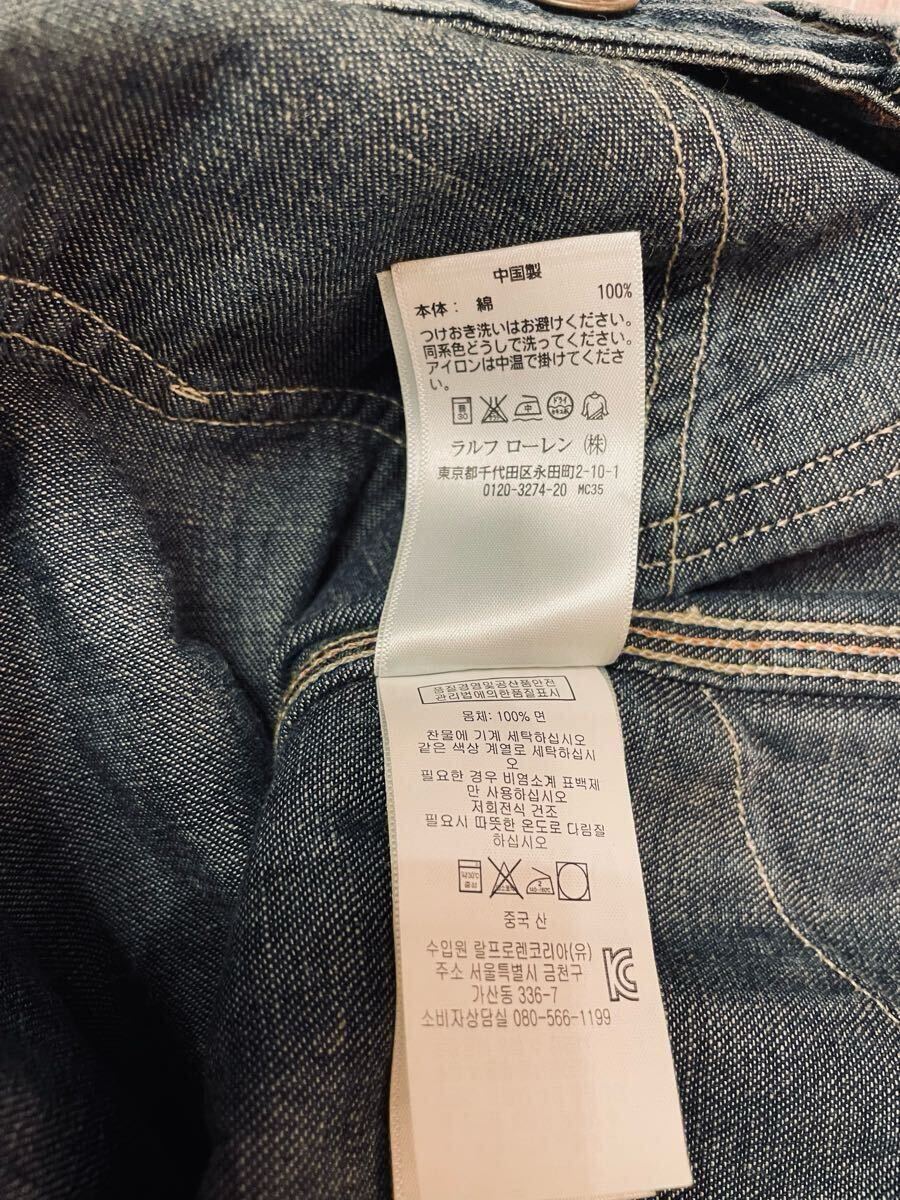 中国製
本体: 綿 100%
つけおき洗いはお避けください。
同系色どうしで洗ってください。
アイロンは中温で掛けてくださ
い。
30 中 ドライ
ラルフ ローレン (株)
東京都千代田区永田町2-10-1
0120-3274-20 MC35
품질경영및공산품안전
관리법에의한품질표시
몸체: 100% 면
찬물에 기계 세탁하십시오
같은 색상 계열로 세탁하십시
오
필요한 경우 비염소계 표백제
만 사용하십시오
저회전식 건조
필요시 따뜻한 온도로 다림질
하십시오
약30℃ 중성
중국 산
수입원 랄프로렌코리아(유)
주소 서울특별시 금천구
가산동 336-7
소비자상담실 080-566-1199